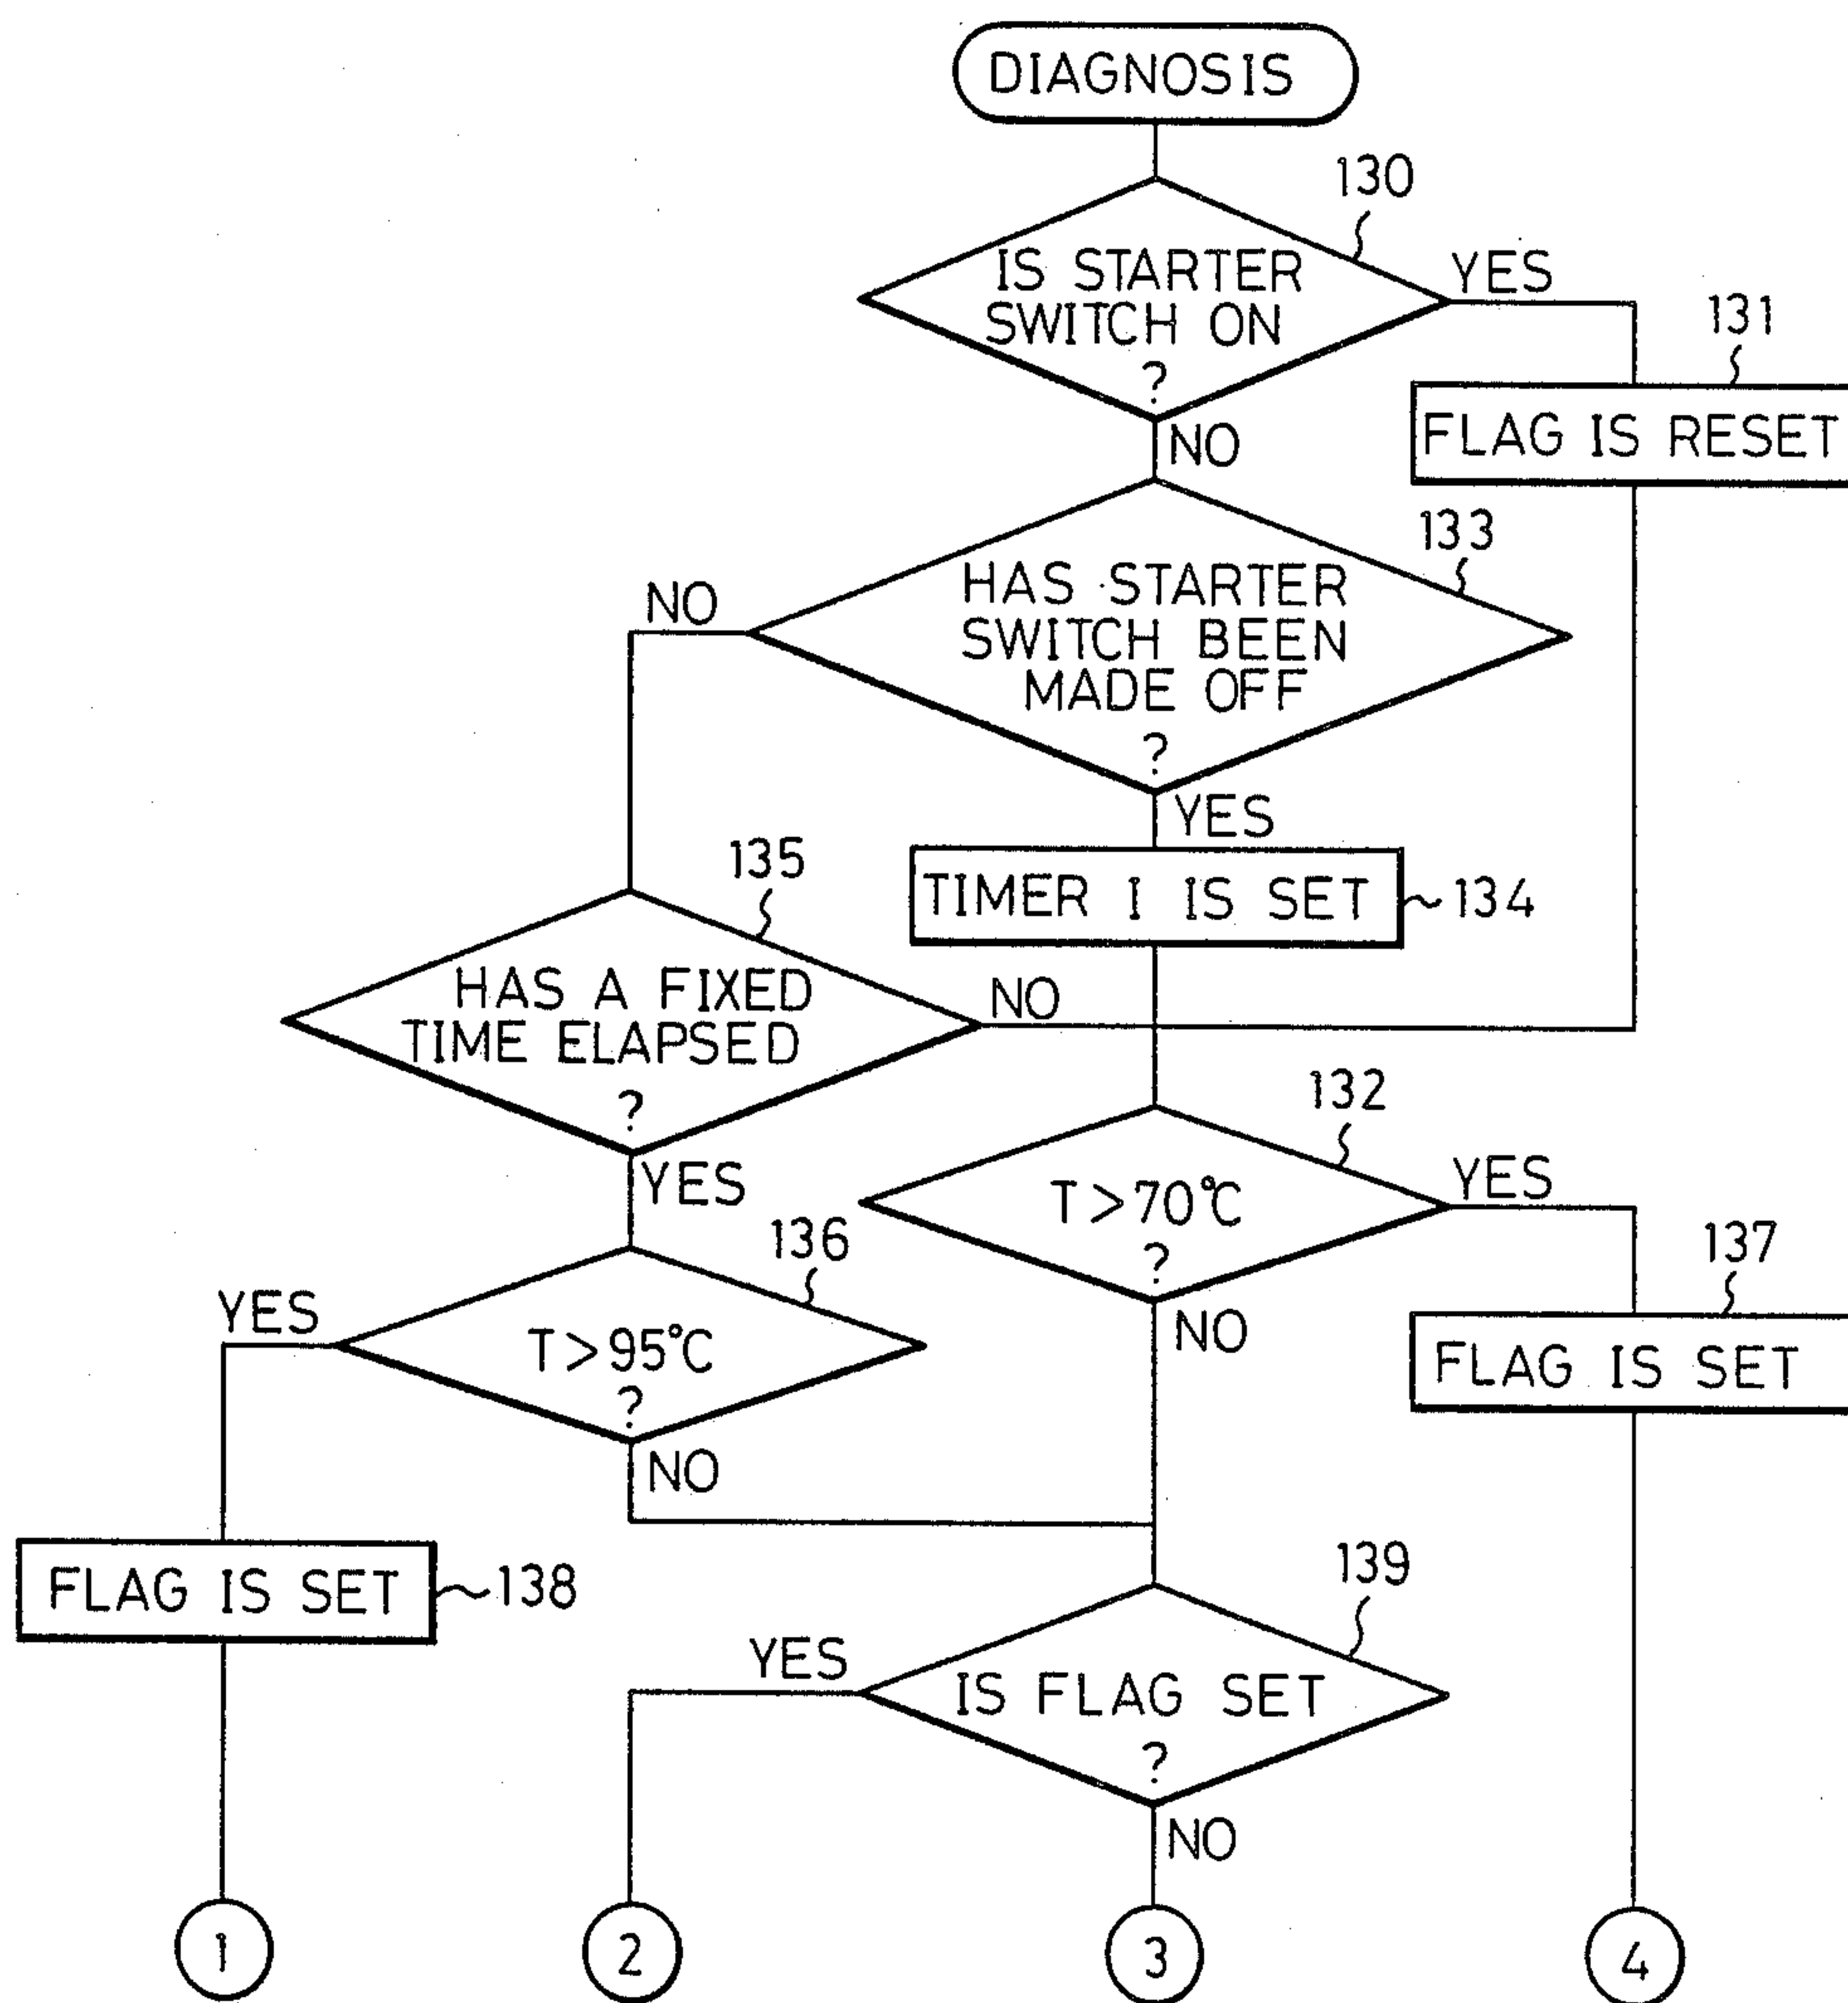 DIAGNOSIS
130
IS STARTER
SWITCH ON
?
YES
131
FLAG IS RESET
NO
133
HAS STARTER
SWITCH BEEN
MADE OFF
?
NO
YES
135
TIMER I IS SET
134
HAS A FIXED
TIME ELAPSED
?
NO
YES
132
T>70°C
?
YES
NO
136
T>95°C
?
YES
NO
137
FLAG IS SET
FLAG IS SET
138
139
IS FLAG SET
?
YES
NO
1
2
3
4